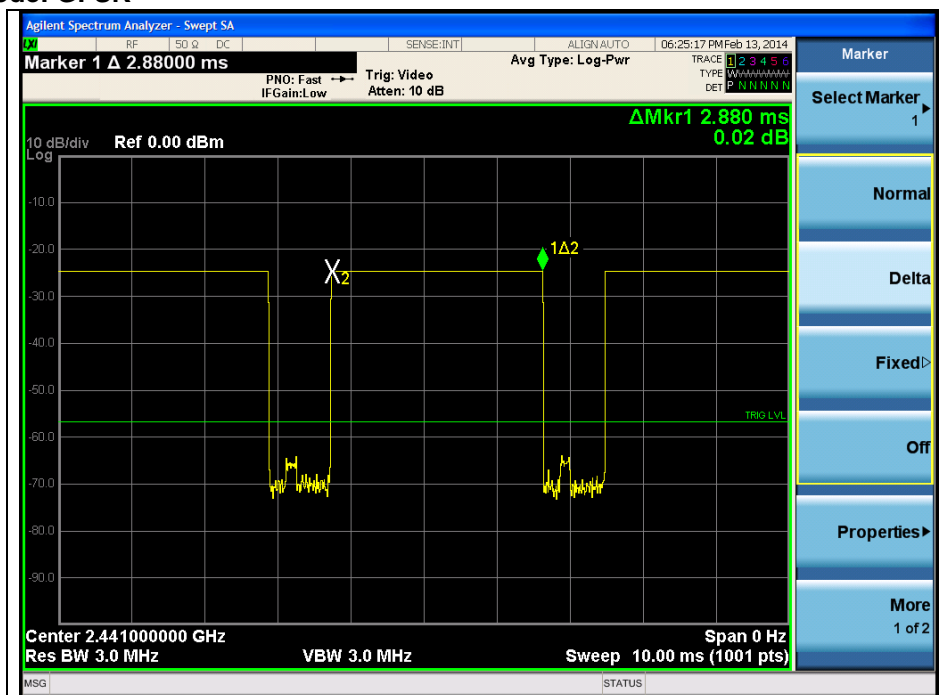 Agilent Spectrum Analyzer - Swept SA
LXI RF 50 Ω DC SENSE:INT ALIGN AUTO 06:25:17 PM Feb 13, 2014
Marker 1 Δ 2.88000 ms
PNO: Fast
IFGain:Low
Trig: Video
Atten: 10 dB
Avg Type: Log-Pwr
TRACE 1 2 3 4 5 6
TYPE
DET P N N N N N
ΔMkr1 2.880 ms
0.02 dB
10 dB/div Ref 0.00 dBm
Log
-10.0
-20.0
-30.0
-40.0
-50.0
-60.0
-70.0
-80.0
-90.0
1Δ2
X2
TRIG LVL
Center 2.441000000 GHz
Res BW 3.0 MHz
VBW 3.0 MHz
Span 0 Hz
Sweep 10.00 ms (1001 pts)
MSG
STATUS
Marker
Select Marker
1
Normal
Delta
Fixed
Off
Properties
More
1 of 2